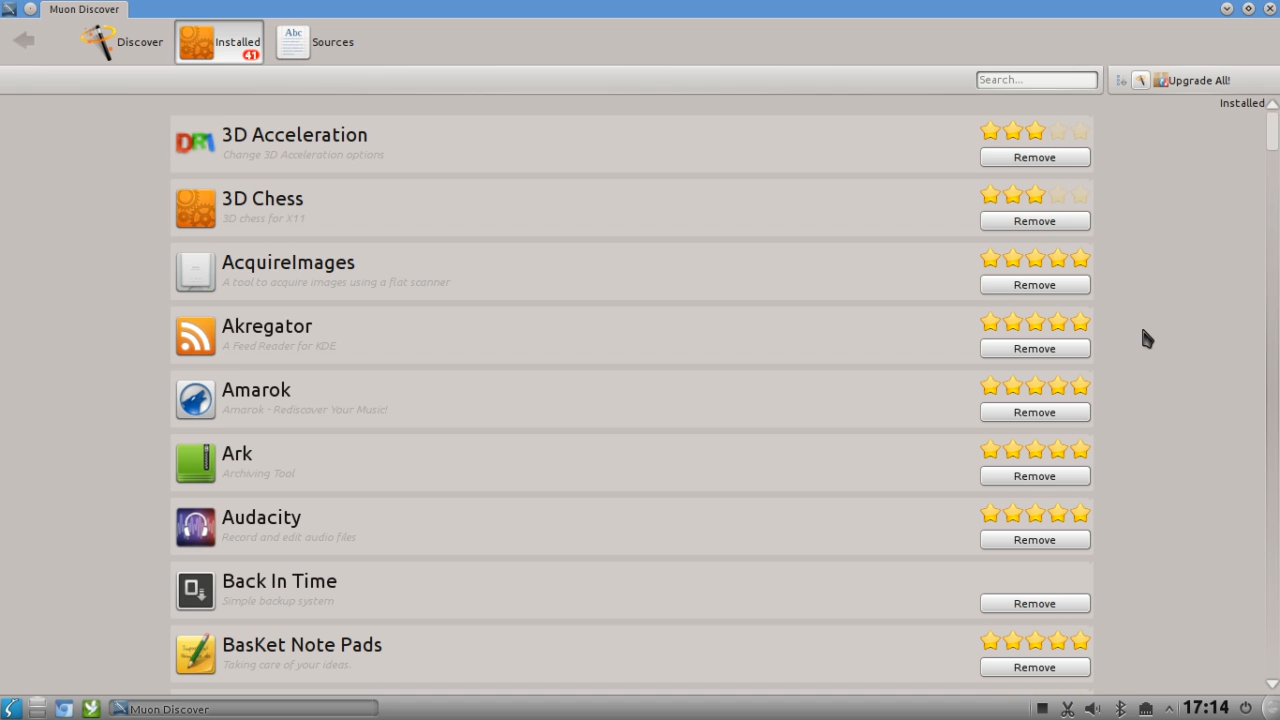 Muon Discover
Discover
Installed
41
Abc
Sources
Search...
Upgrade All!
Installed
DRI
3D Acceleration
Change 3D Acceleration options
Remove
3D Chess
3D chess for X11
Remove
AcquireImages
A tool to acquire images using a flat scanner
Remove
Akregator
A Feed Reader for KDE
Remove
Amarok
Amarok - Rediscover Your Music!
Remove
Ark
Archiving Tool
Remove
Audacity
Record and edit audio files
Remove
Back In Time
Simple backup system
Remove
BasKet Note Pads
Taking care of your ideas.
Remove
Muon Discover
17:14